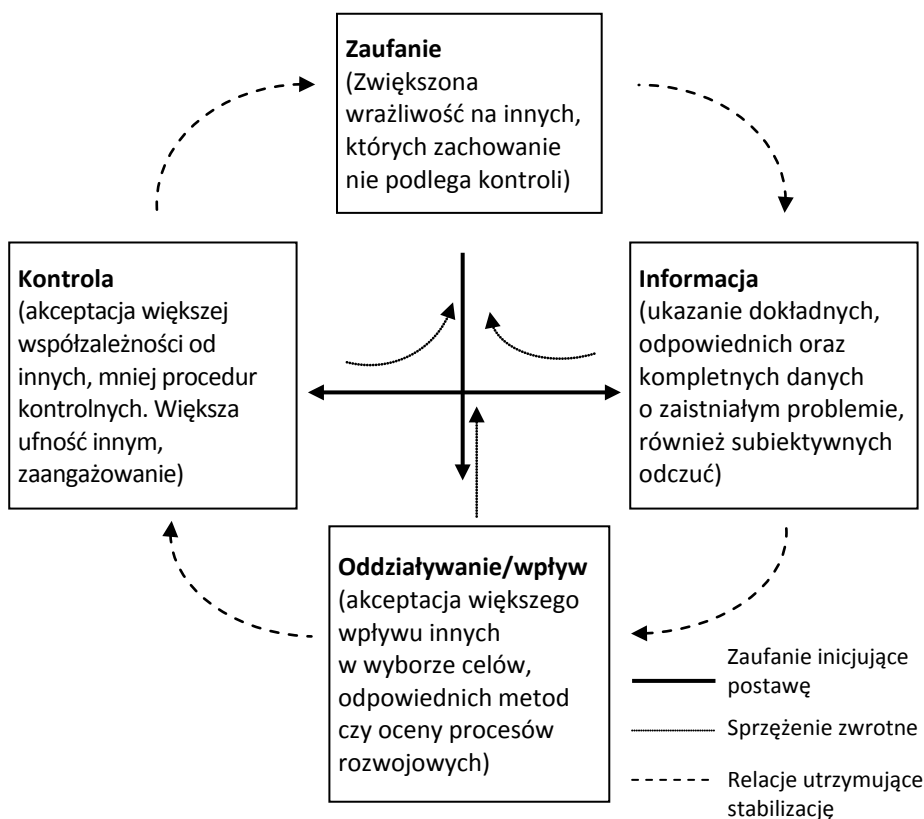 Zaufanie
(Zwiększona
wrażliwość na innych,
których zachowanie
nie podlega kontroli)
Kontrola
(akceptacja większej
współzależności od
innych, mniej procedur
kontrolnych. Większa
ufność innym,
zaangażowanie)
Informacja
(ukazanie dokładnych,
odpowiednich oraz
kompletnych danych
o zaistniałym problemie,
również subiektywnych
odczuć)
Oddziaływanie/wpływ
(akceptacja większego
wpływu innych
w wyborze celów,
odpowiednich metod
czy oceny procesów
rozwojowych)
Zaufanie inicjujące
postawę
Sprzężenie zwrotne
Relacje utrzymujące
stabilizację